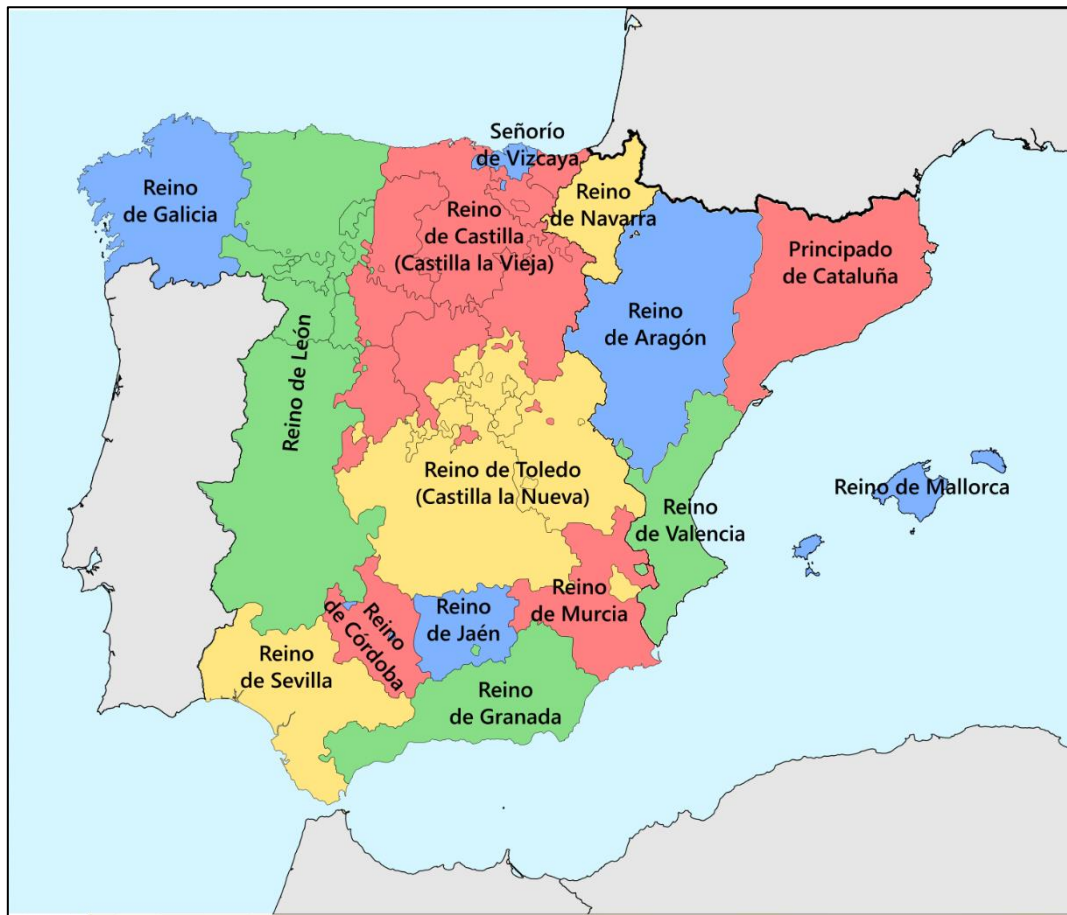 Señorío
de Vizcaya
Reino
de Galicia
Reino
de Navarra
Reino
de Castilla
(Castilla la Vieja)
Principado
de Cataluña
Reino
de Aragón
Reino de León
Reino de Toledo
(Castilla la Nueva)
Reino de Mallorca
Reino
de Valencia
Reino
de Murcia
Reino
de Córdoba
Reino
de Jaén
Reino
de Sevilla
Reino
de Granada